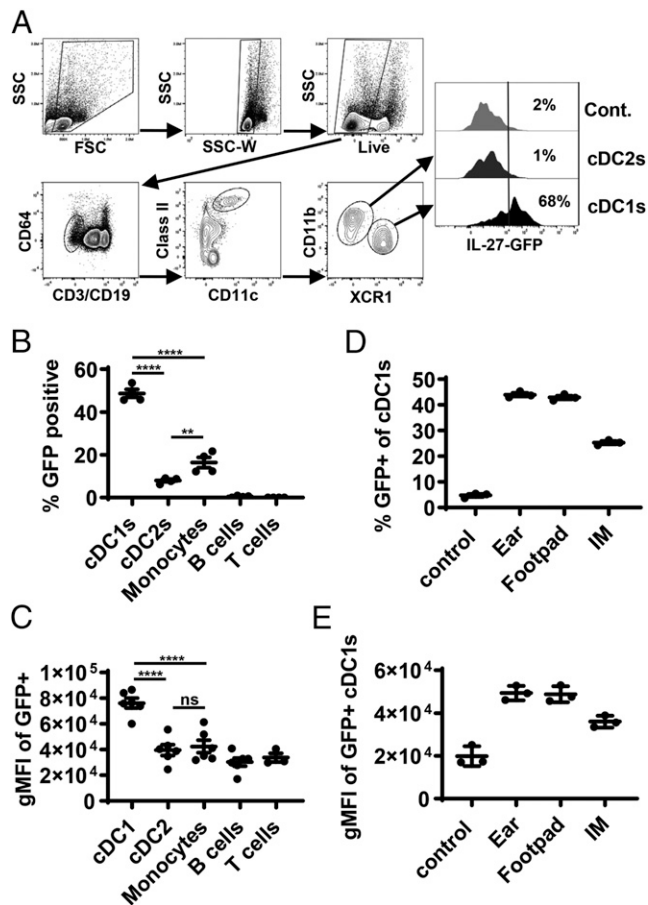 A
SSC
FSC
SSC
SSC-W
SSC
Live
CD64
CD3/CD19
Class II
CD11c
CD11b
XCR1
2% Cont.
1% cDC2s
68% cDC1s
IL-27-GFP
B
% GFP positive
60
40
20
0
****
****
**
cDC1s
cDC2s
Monocytes
B cells
T cells
D
% GFP+ of cDC1s
50
40
30
20
10
0
control
Ear
Footpad
IM
C
gMFI of GFP+
1×10⁵
8×10⁴
6×10⁴
4×10⁴
2×10⁴
0
****
****
ns
cDC1
cDC2
Monocytes
B cells
T cells
E
gMFI of GFP+ cDC1s
6×10⁴
4×10⁴
2×10⁴
0
control
Ear
Footpad
IM